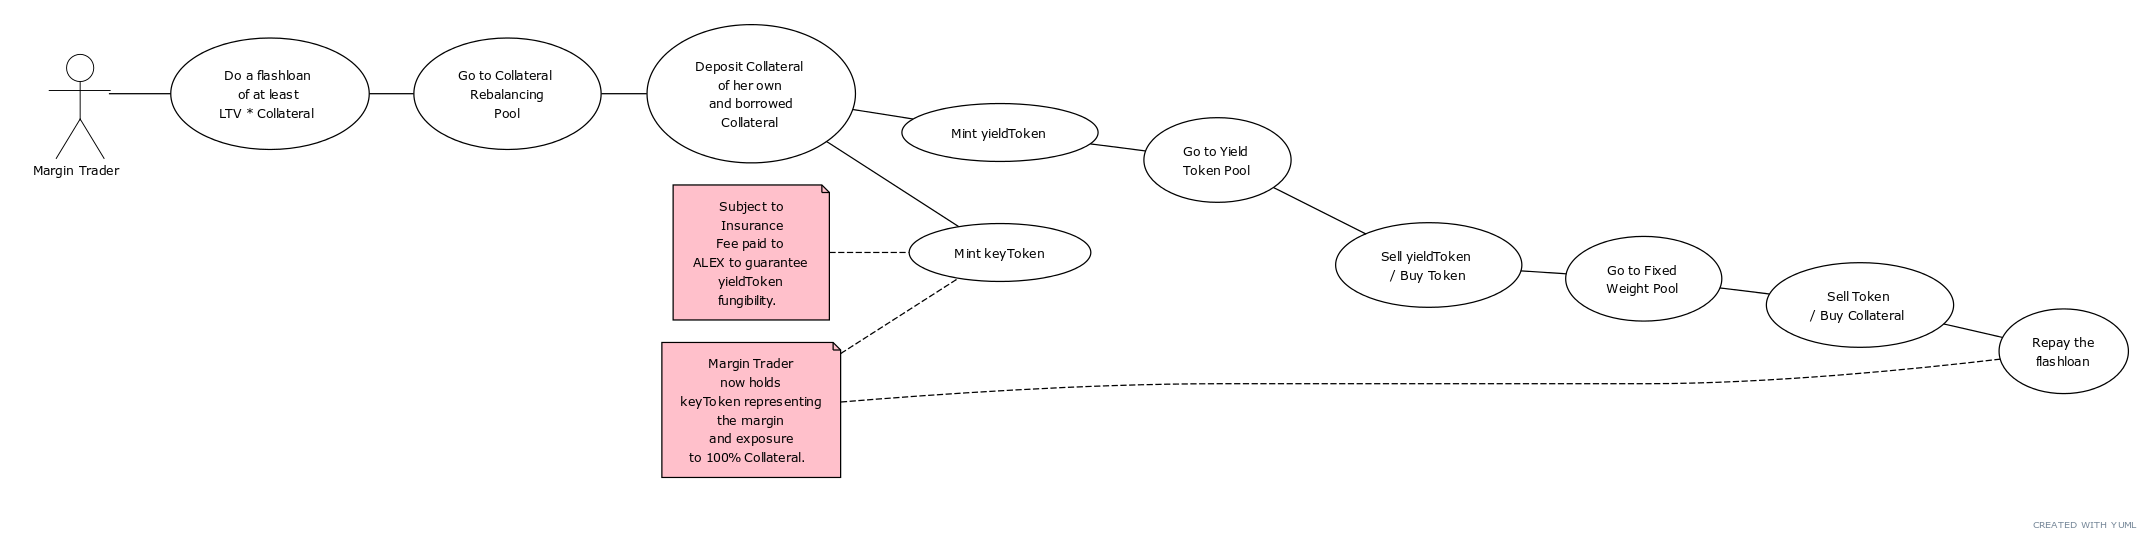 Margin Trader
Do a flashloan
of at least
LTV * Collateral
Go to Collateral
Rebalancing
Pool
Deposit Collateral
of her own
and borrowed
Collateral
Mint yieldToken
Go to Yield
Token Pool
Subject to
Insurance
Fee paid to
ALEX to guarantee
yieldToken
fungibility.
Mint keyToken
Sell yieldToken
/ Buy Token
Go to Fixed
Weight Pool
Sell Token
/ Buy Collateral
Repay the
flashloan
Margin Trader
now holds
keyToken representing
the margin
and exposure
to 100% Collateral.
CREATED WITH YUML